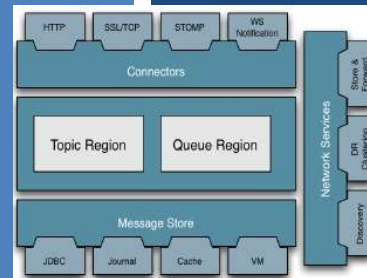 HTTP
SSL/TCP
STOMP
WS
Notification
Connectors
Topic Region
Queue Region
Message Store
JDBC
Journal
Cache
VM
Network Services
Store &
Forward
DR
Clustering
Discovery